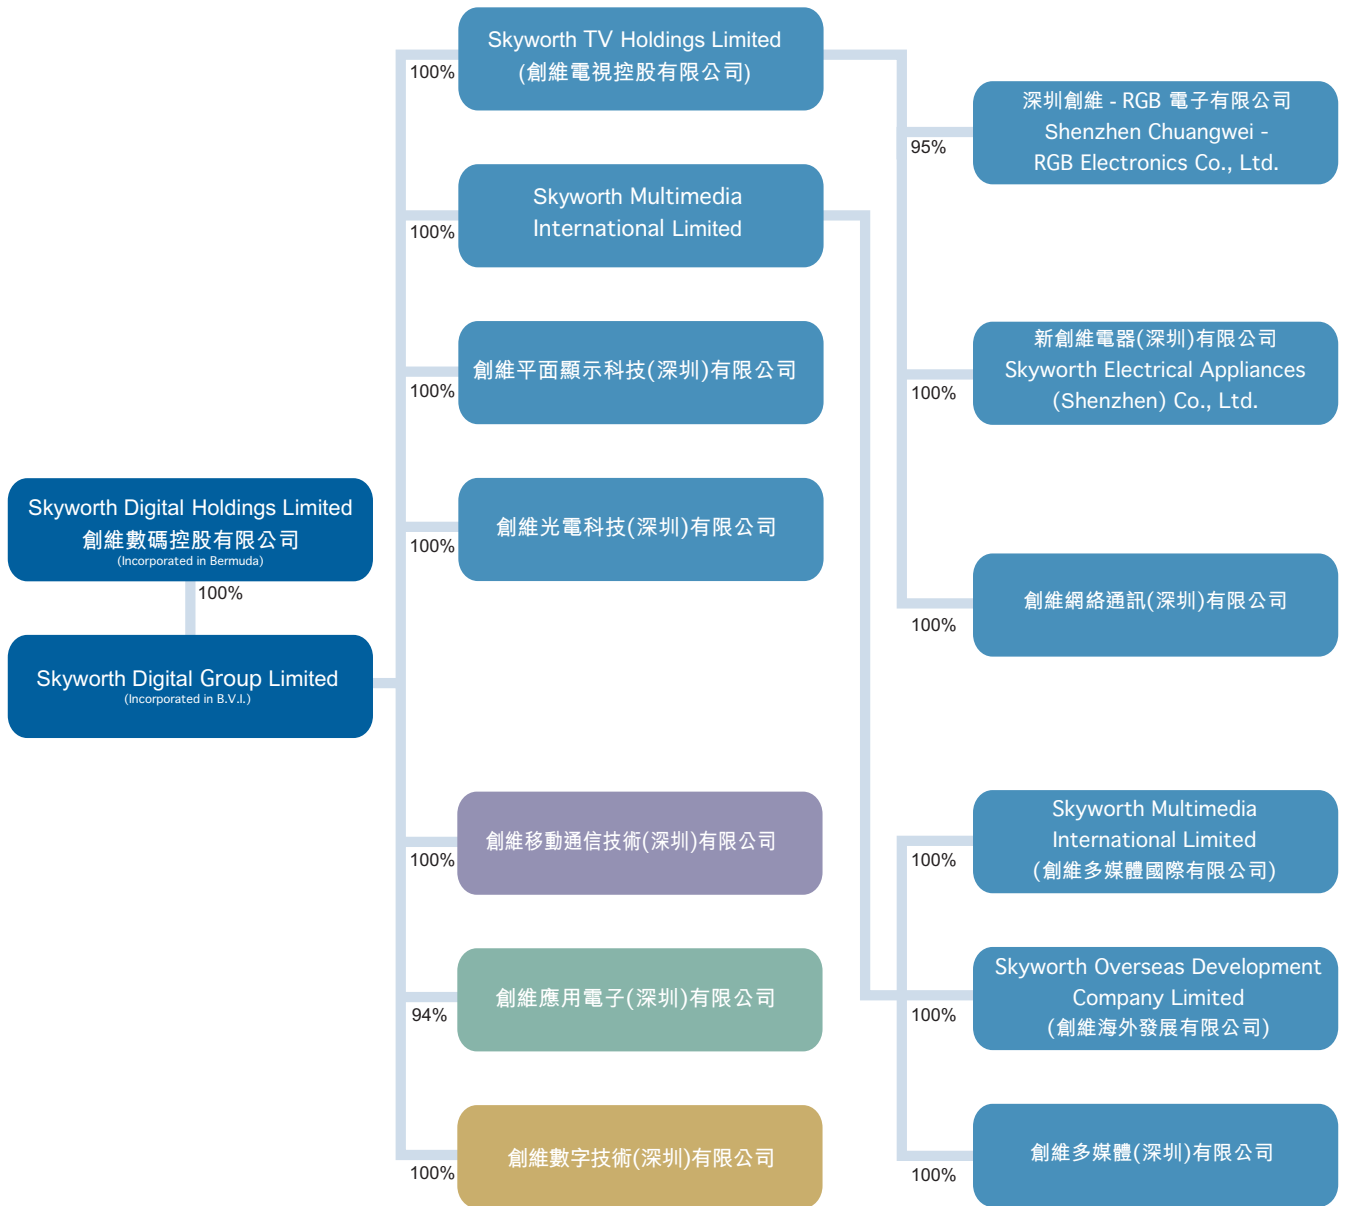 Skyworth Digital Holdings Limited
創維數碼控股有限公司
(Incorporated in Bermuda)
100%
Skyworth Digital Group Limited
(Incorporated in B.V.I.)
100%
Skyworth TV Holdings Limited
(創維電視控股有限公司)
100%
Skyworth Multimedia
International Limited
100%
創維平面顯示科技(深圳)有限公司
100%
創維光電科技(深圳)有限公司
100%
創維移動通信技術(深圳)有限公司
94%
創維應用電子(深圳)有限公司
100%
創維數字技術(深圳)有限公司
95%
深圳創維 - RGB 電子有限公司
Shenzhen Chuangwei -
RGB Electronics Co., Ltd.
100%
新創維電器(深圳)有限公司
Skyworth Electrical Appliances
(Shenzhen) Co., Ltd.
100%
創維網絡通訊(深圳)有限公司
100%
Skyworth Multimedia
International Limited
(創維多媒體國際有限公司)
100%
Skyworth Overseas Development
Company Limited
(創維海外發展有限公司)
100%
創維多媒體(深圳)有限公司